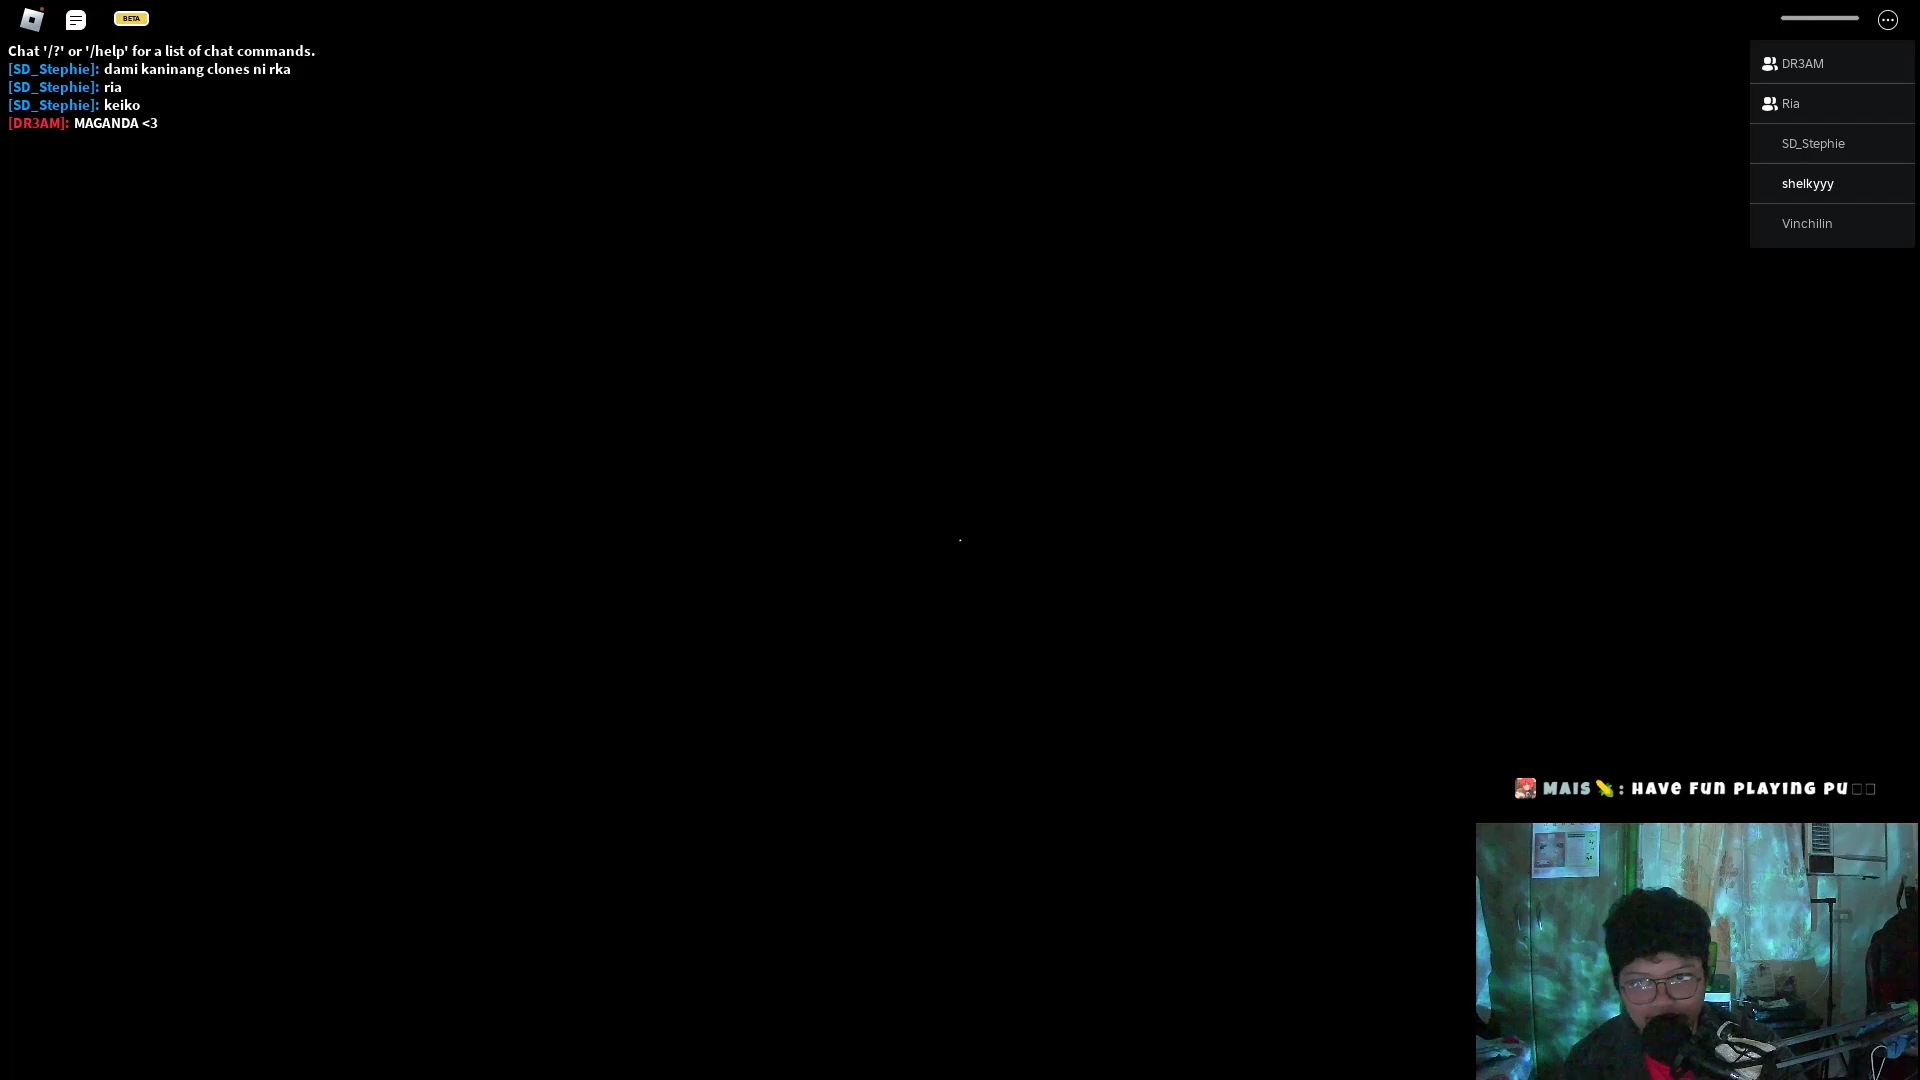 BETA
Chat '/?' or '/help' for a list of chat commands.
[SD_Stephie]: dami kaninang clones ni rka
[SD_Stephie]: ria
[SD_Stephie]: keiko
[DR3AM]: MAGANDA <3
DR3AM
Ria
SD_Stephie
shelkyyy
Vinchilin
MAIS🌽: HAVE FUN PLAYING PU